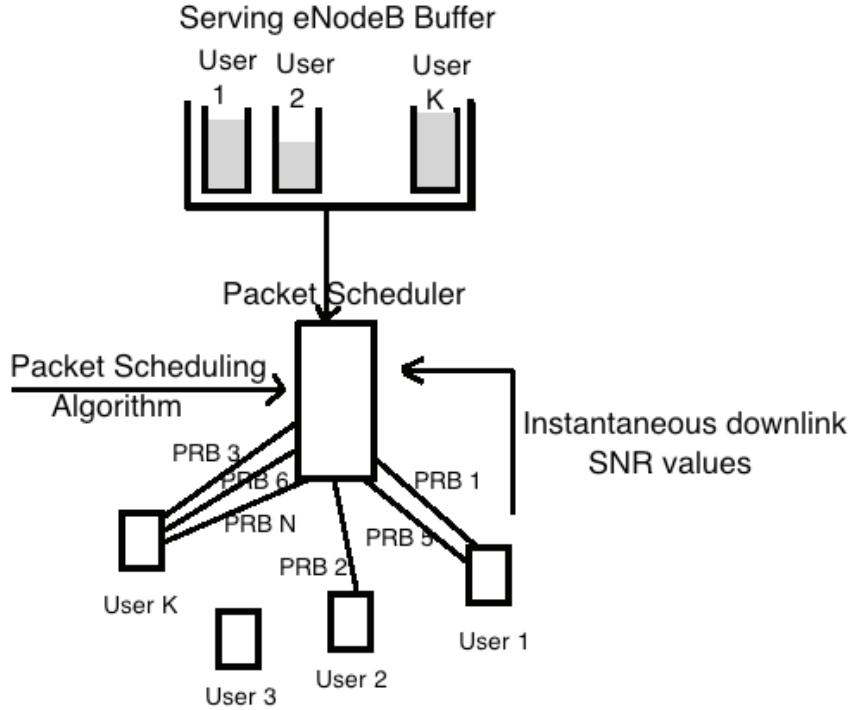 Serving eNodeB Buffer
User
1
User
2
User
K
Packet Scheduler
Packet Scheduling
Algorithm
Instantaneous downlink
SNR values
PRB 3
PRB 6
PRB N
PRB 1
PRB 5
PRB 2
User K
User 3
User 2
User 1